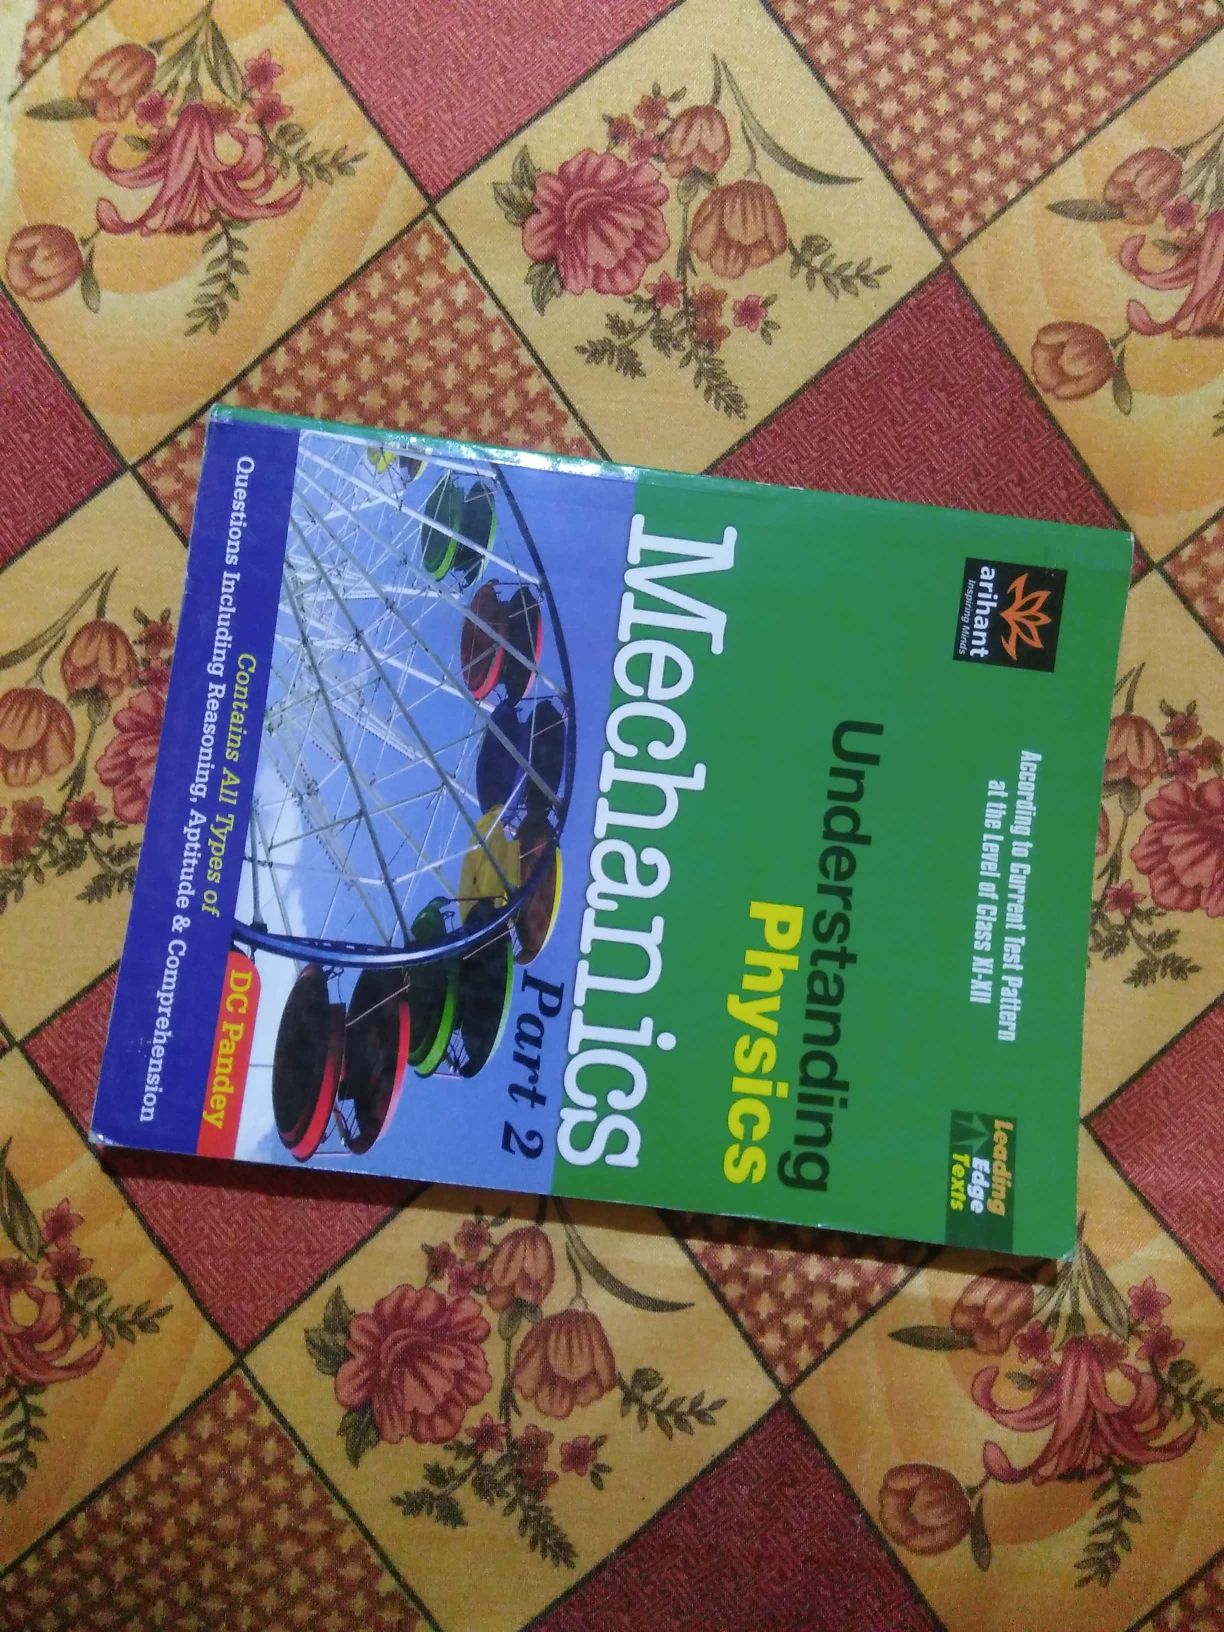 arihant
Inspiring Minds
According to Current Test Pattern
at the Level of Class XI-XII
Leading
Edge
Texts
Understanding
Physics
Mechanics
Part 2
DC Pandey
Contains All Types of
Questions Including Reasoning, Aptitude & Comprehension